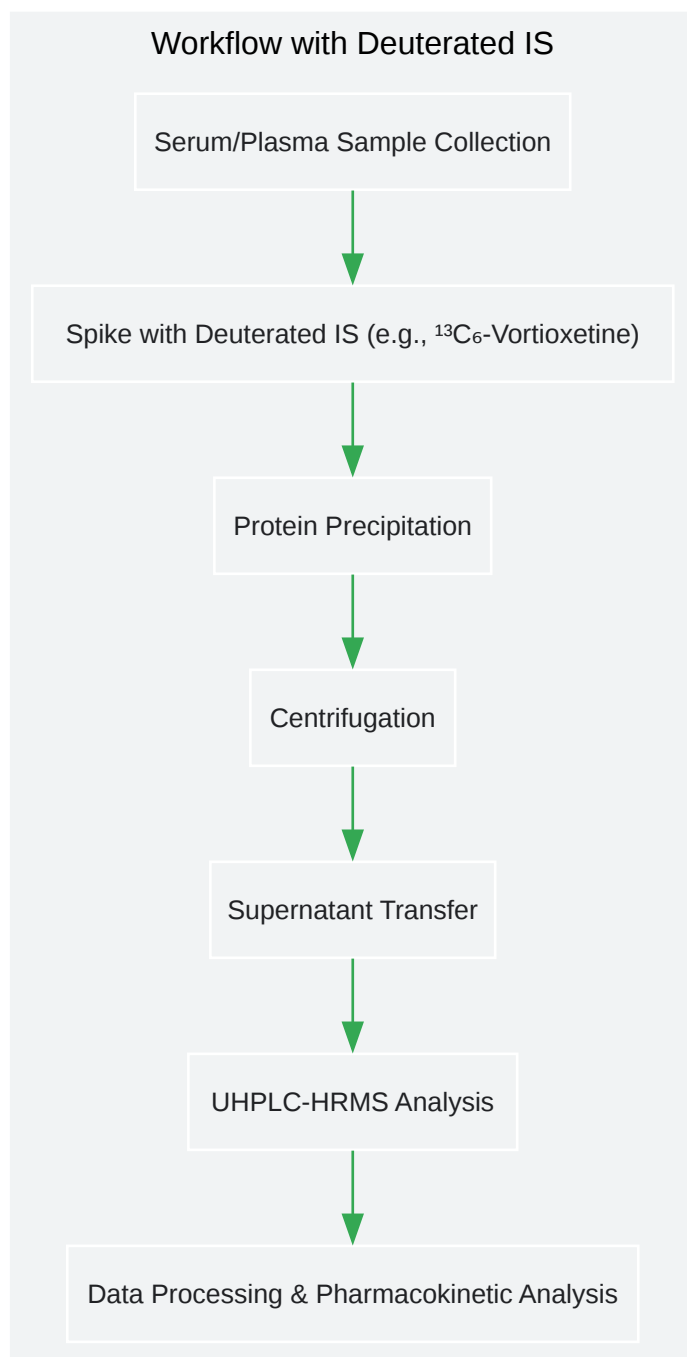 Workflow with Deuterated IS
Serum/Plasma Sample Collection
Spike with Deuterated IS (e.g., ¹³C₆-Vortioxetine)
Protein Precipitation
Centrifugation
Supernatant Transfer
UHPLC-HRMS Analysis
Data Processing & Pharmacokinetic Analysis